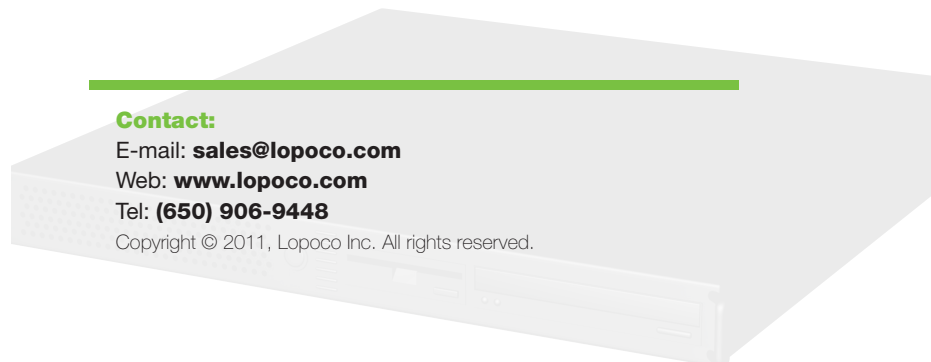 Contact:
E-mail: sales@lopoco.com
Web: www.lopoco.com
Tel: (650) 906-9448
Copyright © 2011, Lopoco Inc. All rights reserved.